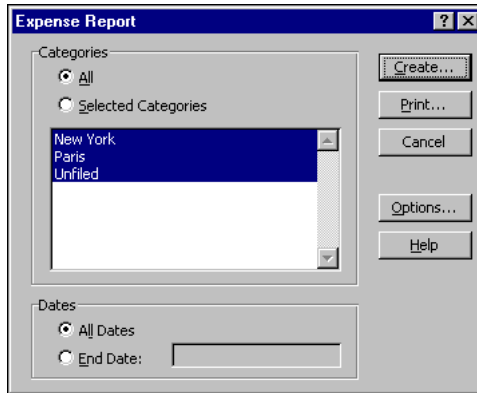 Expense Report
Categories
All
Selected Categories
New York
Paris
Unfiled
Create...
Print...
Cancel
Options...
Help
Dates
All Dates
End Date: